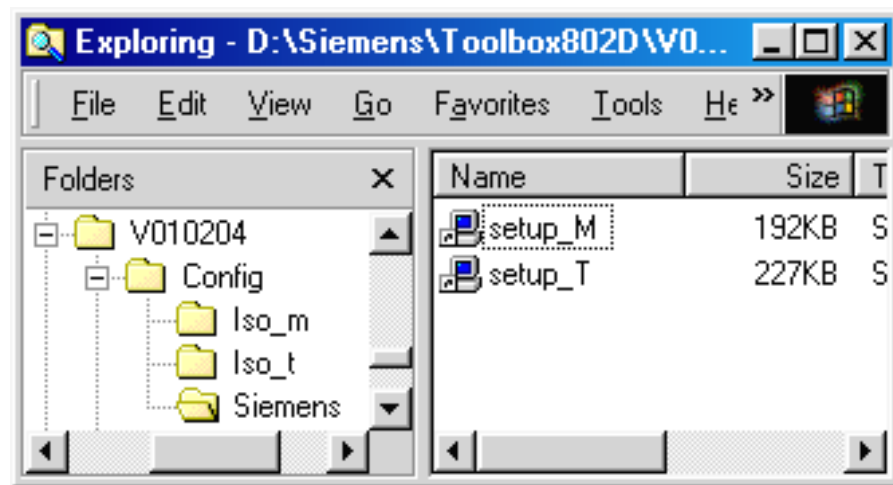 Exploring - D:\Siemens\Toolbox802D\V0...
File Edit View Go Favorites Tools He »
Folders
V010204
Config
Iso_m
Iso_t
Siemens
Name Size T
setup_M 192KB S
setup_T 227KB S